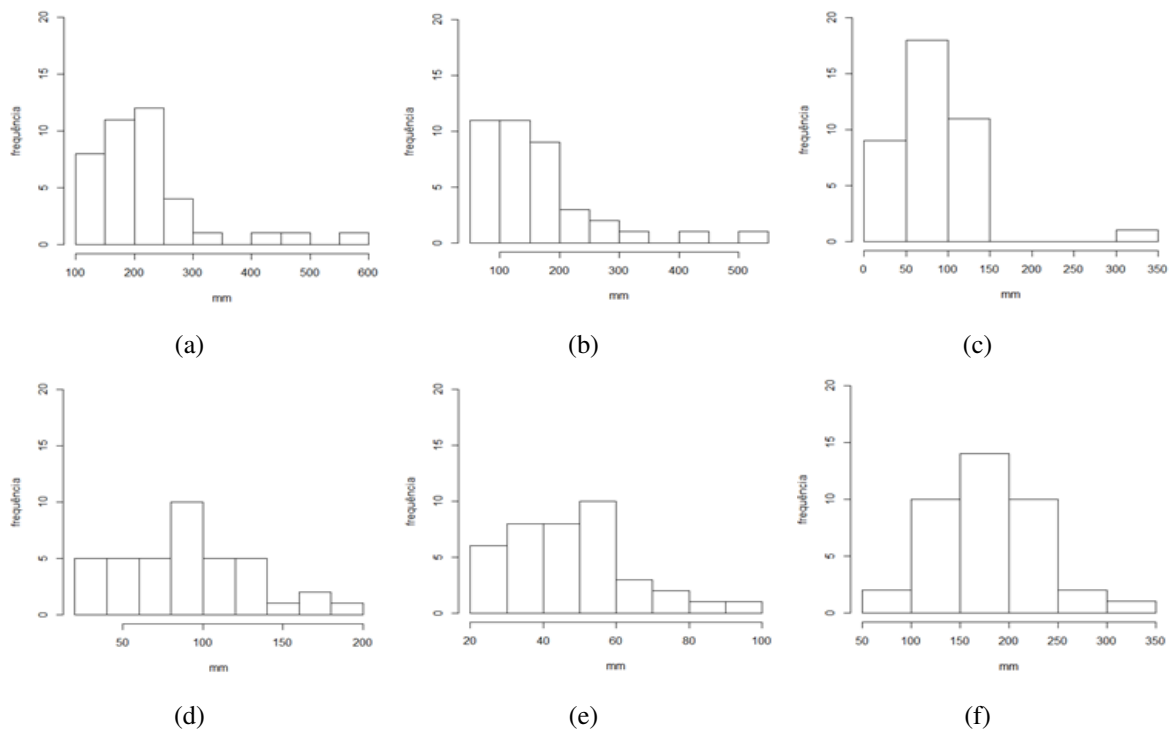 20
15
10
5
0
frequência
100 200 300 400 500 600
mm
(a)
20
15
10
5
0
frequência
100 200 300 400 500
mm
(b)
20
15
10
5
0
frequência
0 50 100 150 200 250 300 350
mm
(c)
20
15
10
5
0
frequência
50 100 150 200
mm
(d)
20
15
10
5
0
frequência
20 40 60 80 100
mm
(e)
20
15
10
5
0
frequência
50 100 150 200 250 300 350
mm
(f)